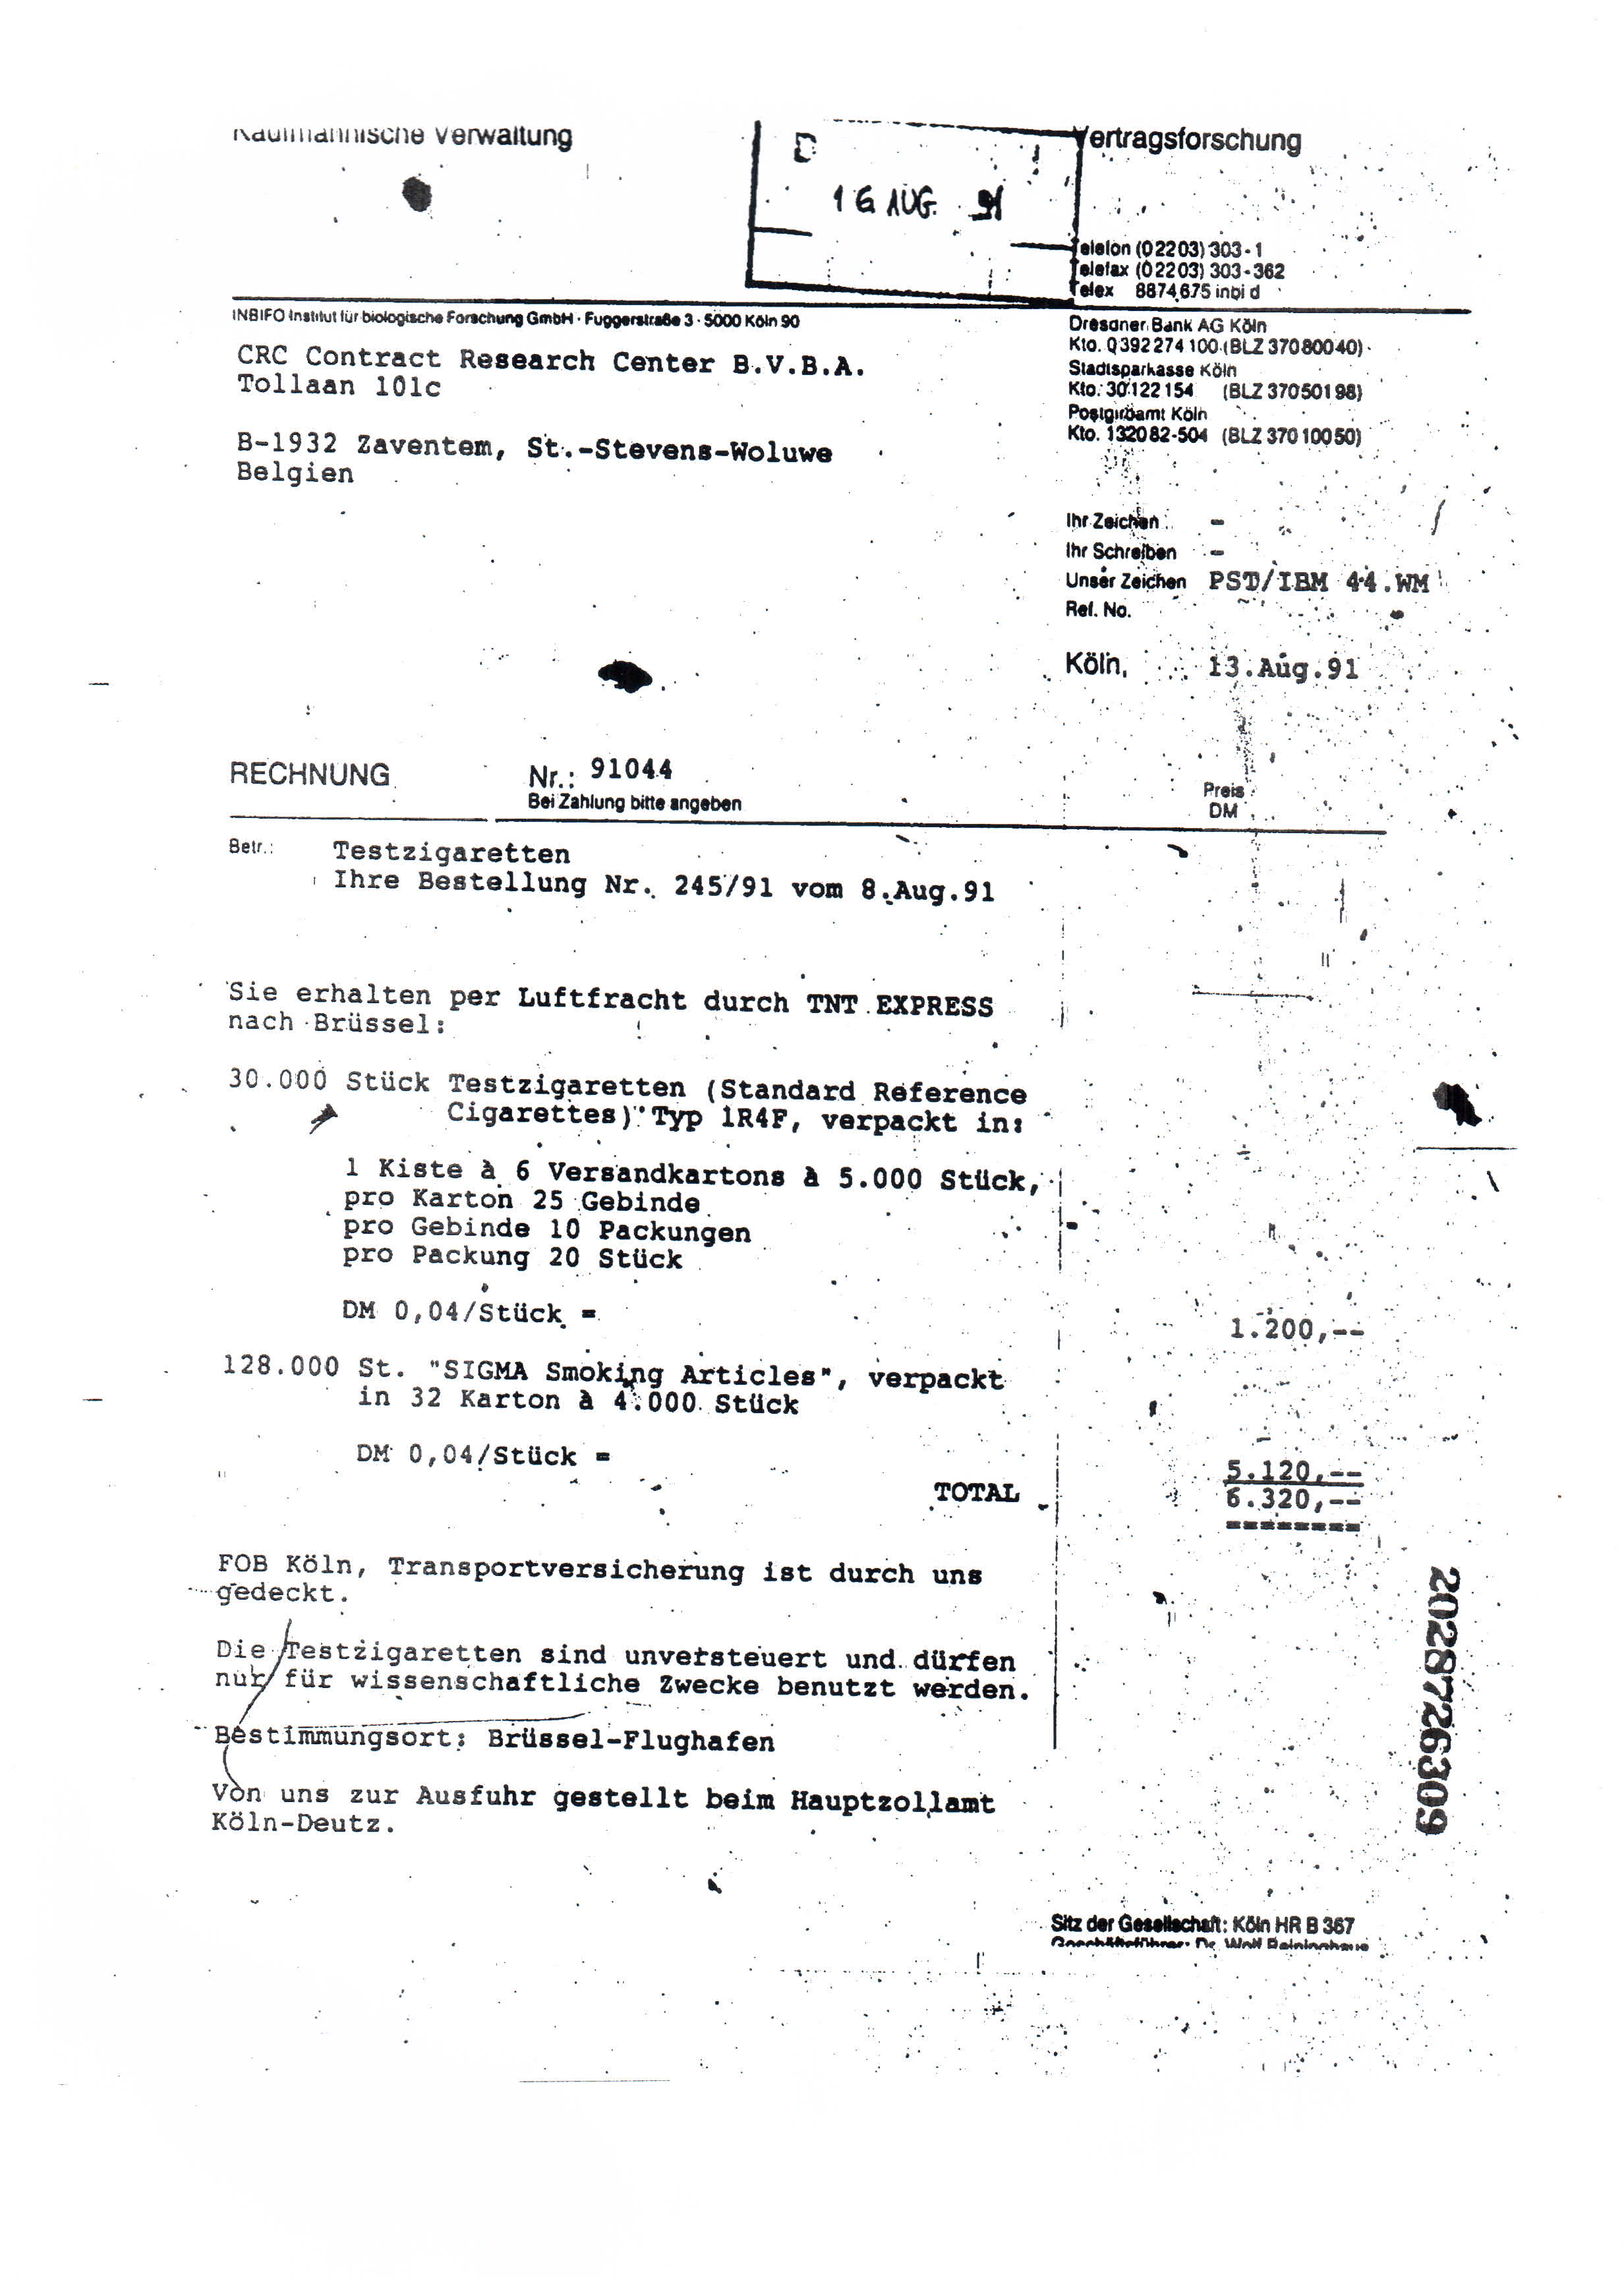 Kaufmännische Verwaltung
Vertragsforschung
16 AUG. 91
Telefon (02203) 303-1
Telefax (02203) 303-362
Telex 8874675 inbi d
INBIFO Institut für biologische Forschung GmbH · Fuggerstraße 3 · 5000 Köln 90
Dresdner Bank AG Köln
Kto. 0392274100 (BLZ 37080040)
Stadtsparkasse Köln
Kto. 30122154 (BLZ 37050198)
Postgiroamt Köln
Kto. 132082-504 (BLZ 37010050)
CRC Contract Research Center B.V.B.A.
Tollaan 101c
B-1932 Zaventem, St.-Stevens-Woluwe
Belgien
Ihr Zeichen -
Ihr Schreiben -
Unser Zeichen PST/IBM 44.WM
Ref. No.
Köln, 13.Aug.91
RECHNUNG Nr.: 91044
Bei Zahlung bitte angeben
Preis
DM
Betr.: Testzigaretten
Ihre Bestellung Nr. 245/91 vom 8.Aug.91
Sie erhalten per Luftfracht durch TNT EXPRESS
nach Brüssel:
30.000 Stück Testzigaretten (Standard Reference
Cigarettes) Typ 1R4F, verpackt in:
1 Kiste à 6 Versandkartons à 5.000 Stück,
pro Karton 25 Gebinde
pro Gebinde 10 Packungen
pro Packung 20 Stück
DM 0,04/Stück = 1.200,--
128.000 St. "SIGMA Smoking Articles", verpackt
in 32 Karton à 4.000 Stück
DM 0,04/Stück = 5.120,--
TOTAL 6.320,--
========
FOB Köln, Transportversicherung ist durch uns
gedeckt.
Die Testzigaretten sind unversteuert und dürfen
nur für wissenschaftliche Zwecke benutzt werden.
Bestimmungsort: Brüssel-Flughafen
Von uns zur Ausfuhr gestellt beim Hauptzollamt
Köln-Deutz.
2028726309
Sitz der Gesellschaft: Köln HR B 367
Geschäftsführer: Dr. Wolf Reininghaus